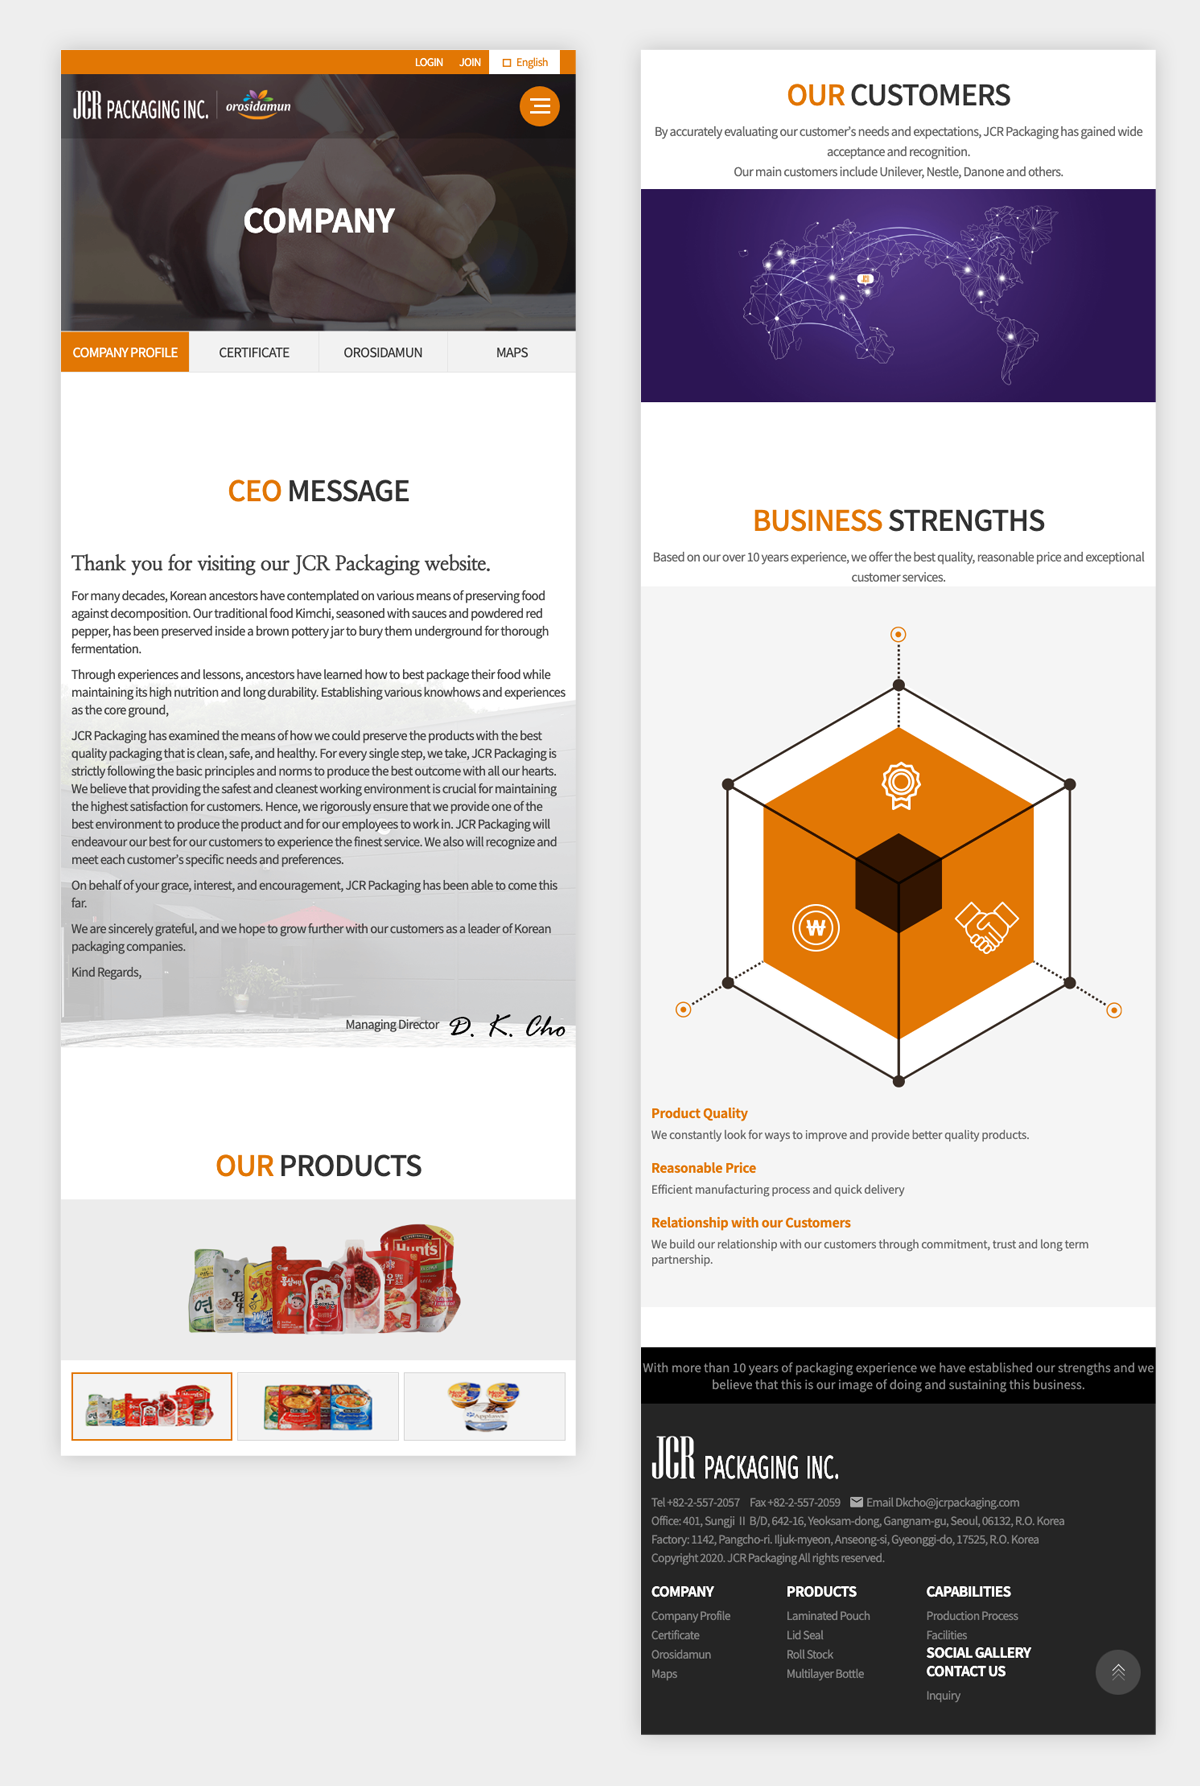 LOGIN JOIN English
JCR PACKAGING INC. orosidamun
COMPANY
COMPANY PROFILE CERTIFICATE OROSIDAMUN MAPS
CEO MESSAGE
Thank you for visiting our JCR Packaging website.
For many decades, Korean ancestors have contemplated on various means of preserving food
against decomposition. Our traditional food Kimchi, seasoned with sauces and powdered red
pepper, has been preserved inside a brown pottery jar to bury them underground for thorough
fermentation.
Through experiences and lessons, ancestors have learned how to best package their food while
maintaining its high nutrition and long durability. Establishing various knowhows and experiences
as the core ground,
JCR Packaging has examined the means of how we could preserve the products with the best
quality packaging that is clean, safe, and healthy. For every single step, we take, JCR Packaging is
strictly following the basic principles and norms to produce the best outcome with all our hearts.
We believe that providing the safest and cleanest working environment is crucial for maintaining
the highest satisfaction for customers. Hence, we rigorously ensure that we provide one of the
best environment to produce the product and for our employees to work in. JCR Packaging will
endeavour our best for our customers to experience the finest service. We also will recognize and
meet each customer's specific needs and preferences.
On behalf of your grace, interest, and encouragement, JCR Packaging has been able to come this
far.
We are sincerely grateful, and we hope to grow further with our customers as a leader of Korean
packaging companies.
Kind Regards,
Managing Director D. K. Cho
OUR PRODUCTS
Hunt's
연
OUR CUSTOMERS
By accurately evaluating our customer's needs and expectations, JCR Packaging has gained wide
acceptance and recognition.
Our main customers include Unilever, Nestle, Danone and others.
BUSINESS STRENGTHS
Based on our over 10 years experience, we offer the best quality, reasonable price and exceptional
customer services.
₩
Product Quality
We constantly look for ways to improve and provide better quality products.
Reasonable Price
Efficient manufacturing process and quick delivery
Relationship with our Customers
We build our relationship with our customers through commitment, trust and long term
partnership.
With more than 10 years of packaging experience we have established our strengths and we
believe that this is our image of doing and sustaining this business.
JCR PACKAGING INC.
Tel +82-2-557-2057 Fax +82-2-557-2059 Email Dkcho@jcrpackaging.com
Office: 401, Sungji Ⅱ B/D, 642-16, Yeoksam-dong, Gangnam-gu, Seoul, 06132, R.O. Korea
Factory: 1142, Pangcho-ri. Iljuk-myeon, Anseong-si, Gyeonggi-do, 17525, R.O. Korea
Copyright 2020. JCR Packaging All rights reserved.
COMPANY PRODUCTS CAPABILITIES
Company Profile Laminated Pouch Production Process
Certificate Lid Seal Facilities
Orosidamun Roll Stock SOCIAL GALLERY
Maps Multilayer Bottle CONTACT US
Inquiry